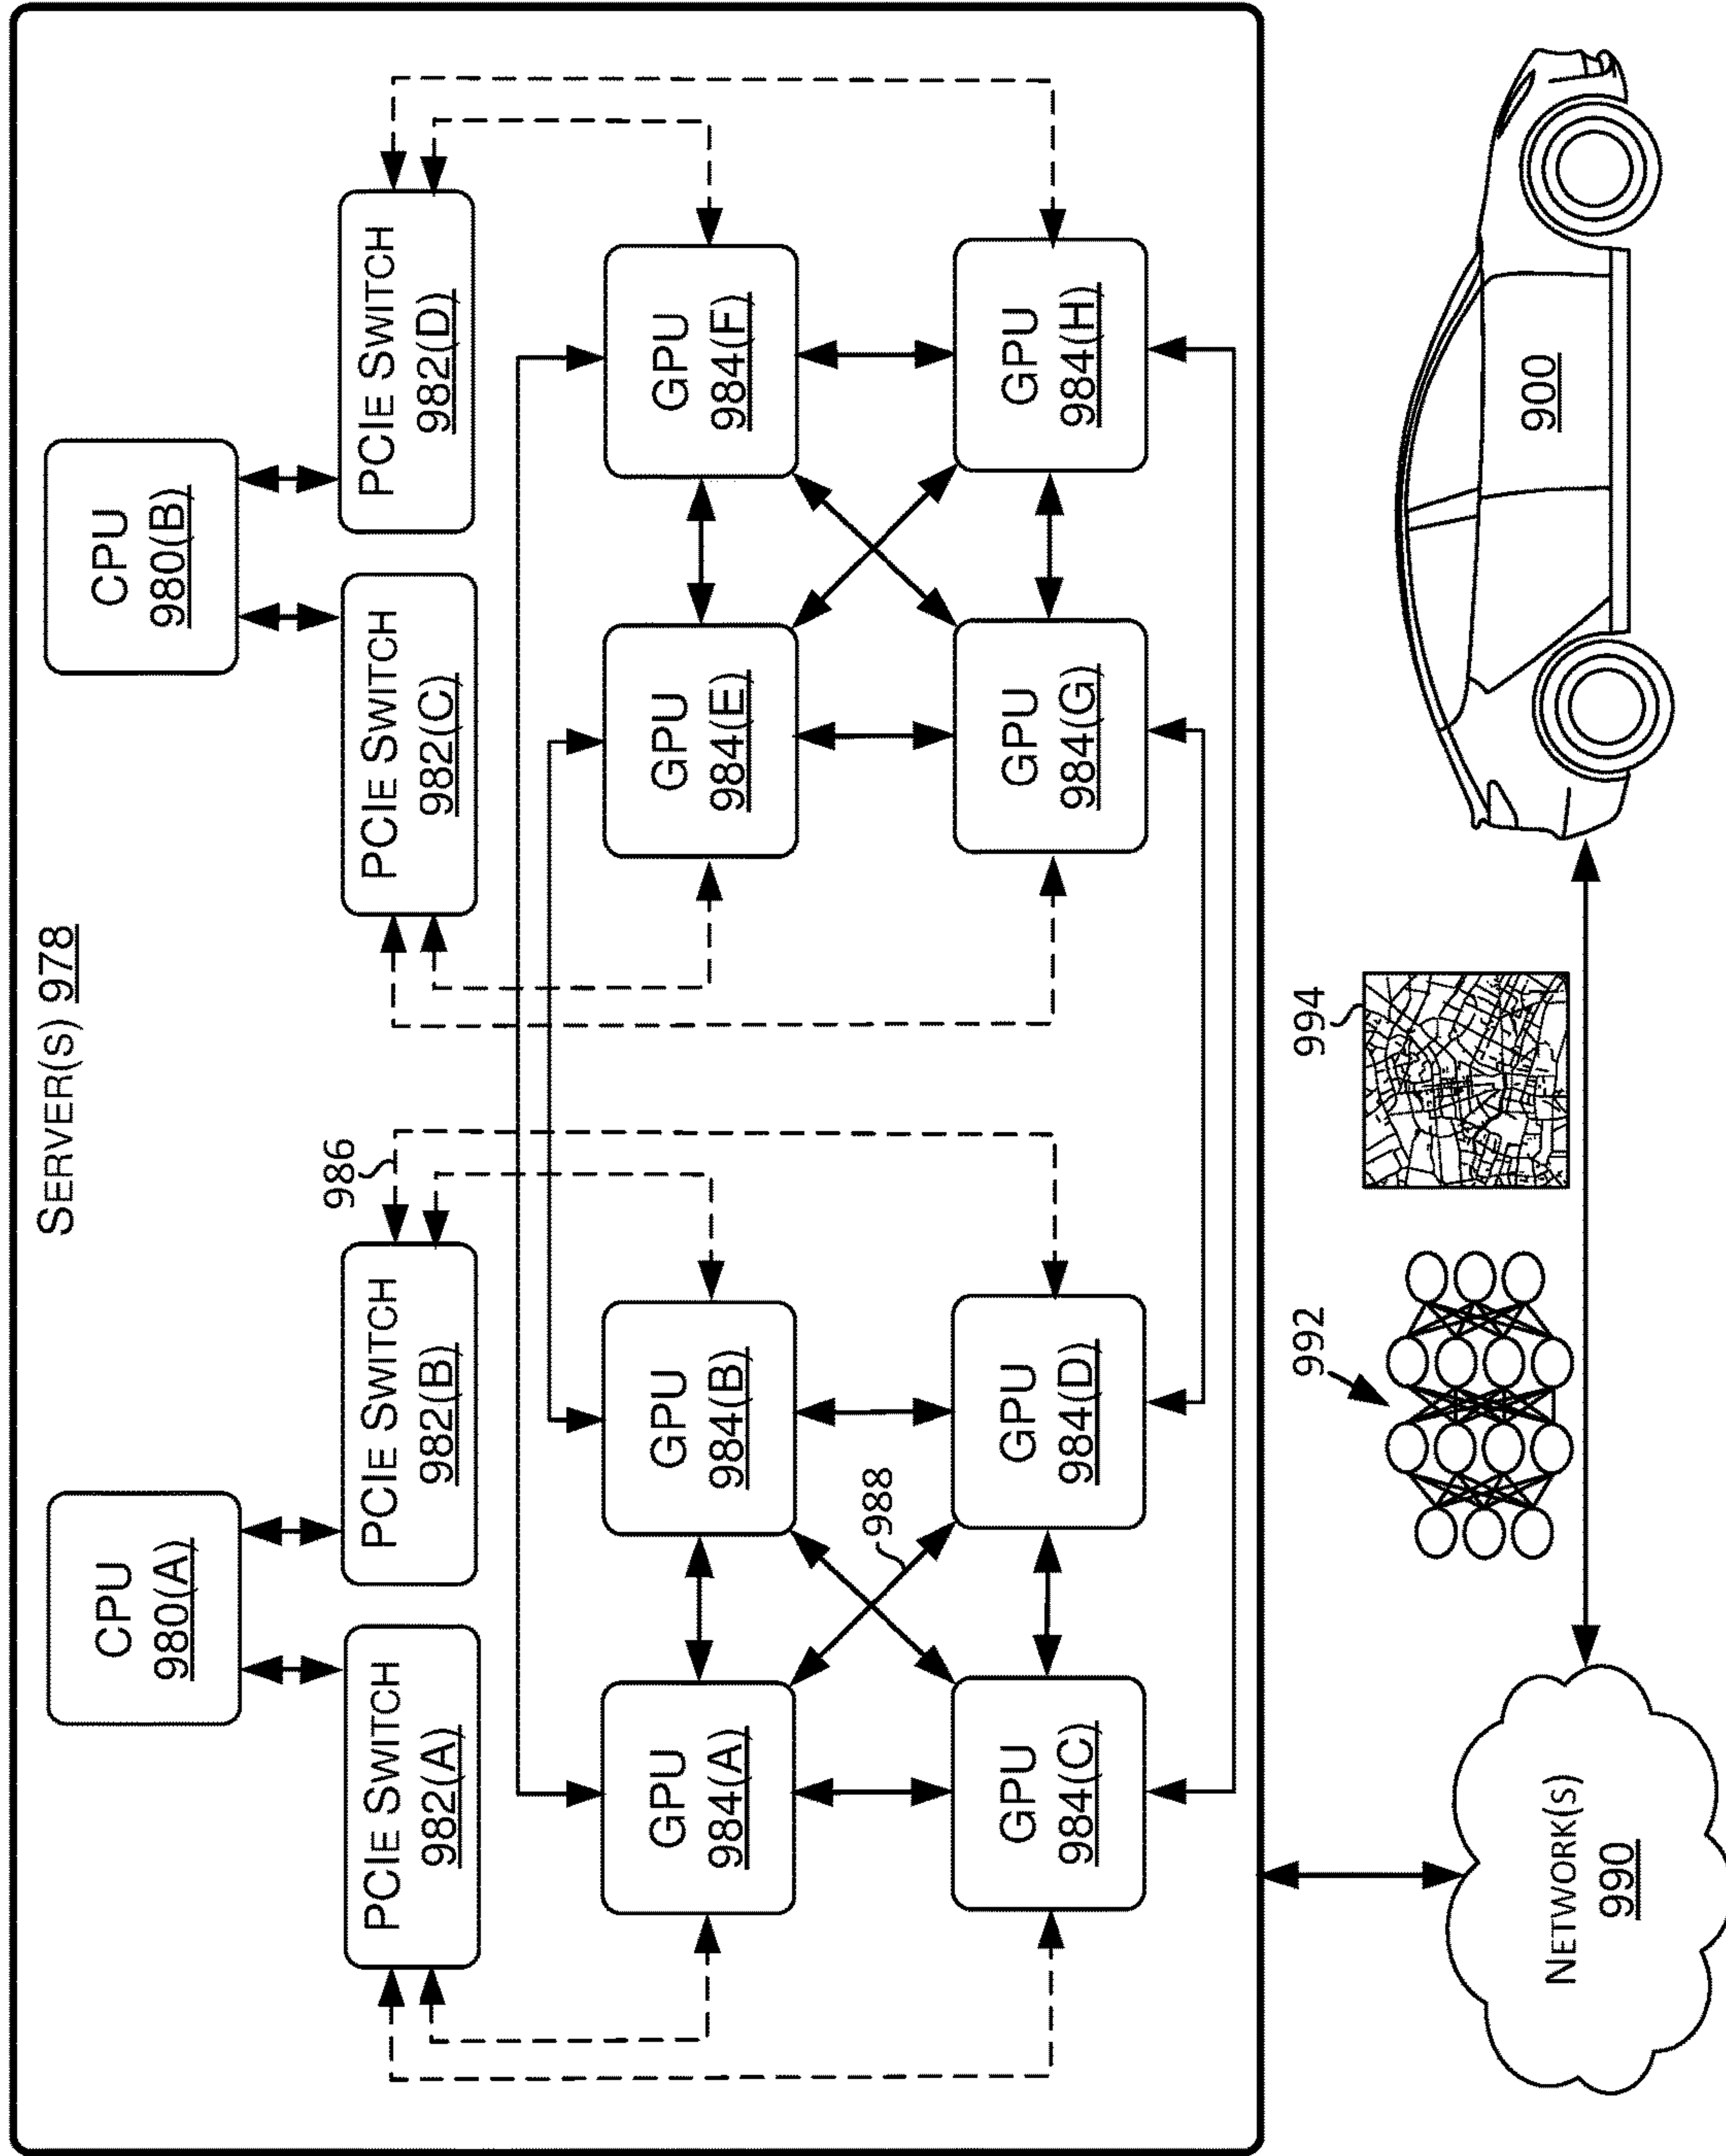 SERVER(S) 978
CPU
980(A)
CPU
980(B)
PCIE SWITCH
982(A)
PCIE SWITCH
982(B)
986
PCIE SWITCH
982(C)
PCIE SWITCH
982(D)
GPU
984(A)
GPU
984(B)
GPU
984(E)
GPU
984(F)
988
GPU
984(C)
GPU
984(D)
GPU
984(G)
GPU
984(H)
NETWORK(S)
990
992
994
900